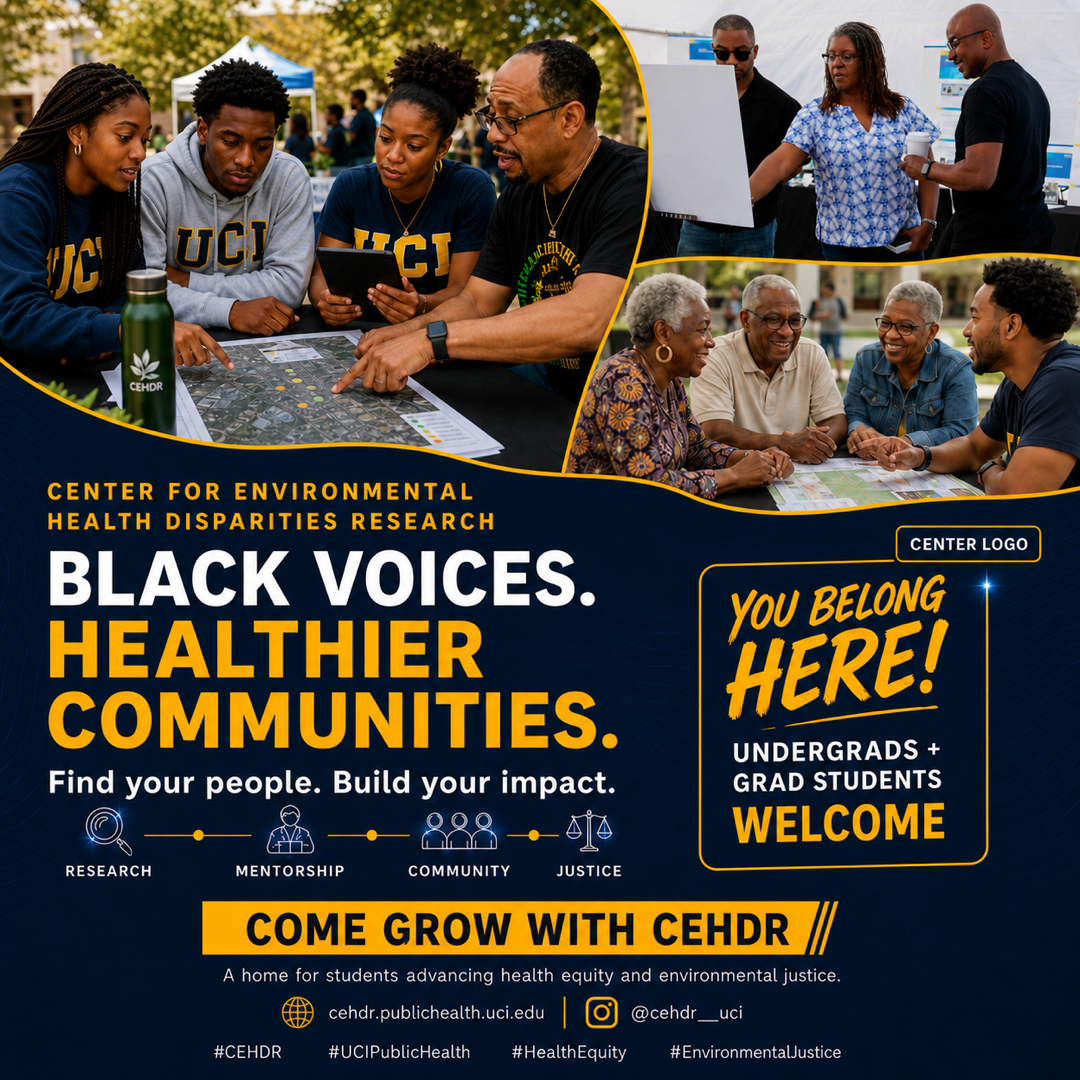 UCI
UCI
UCI
CEHDR
CENTER FOR ENVIRONMENTAL
HEALTH DISPARITIES RESEARCH
BLACK VOICES.
HEALTHIER
COMMUNITIES.
Find your people. Build your impact.
RESEARCH
MENTORSHIP
COMMUNITY
JUSTICE
CENTER LOGO
YOU BELONG
HERE!
UNDERGRADS +
GRAD STUDENTS
WELCOME
COME GROW WITH CEHDR
A home for students advancing health equity and environmental justice.
cehdr.publichealth.uci.edu
@cehdr__uci
#CEHDR #UCIPublicHealth #HealthEquity #EnvironmentalJustice